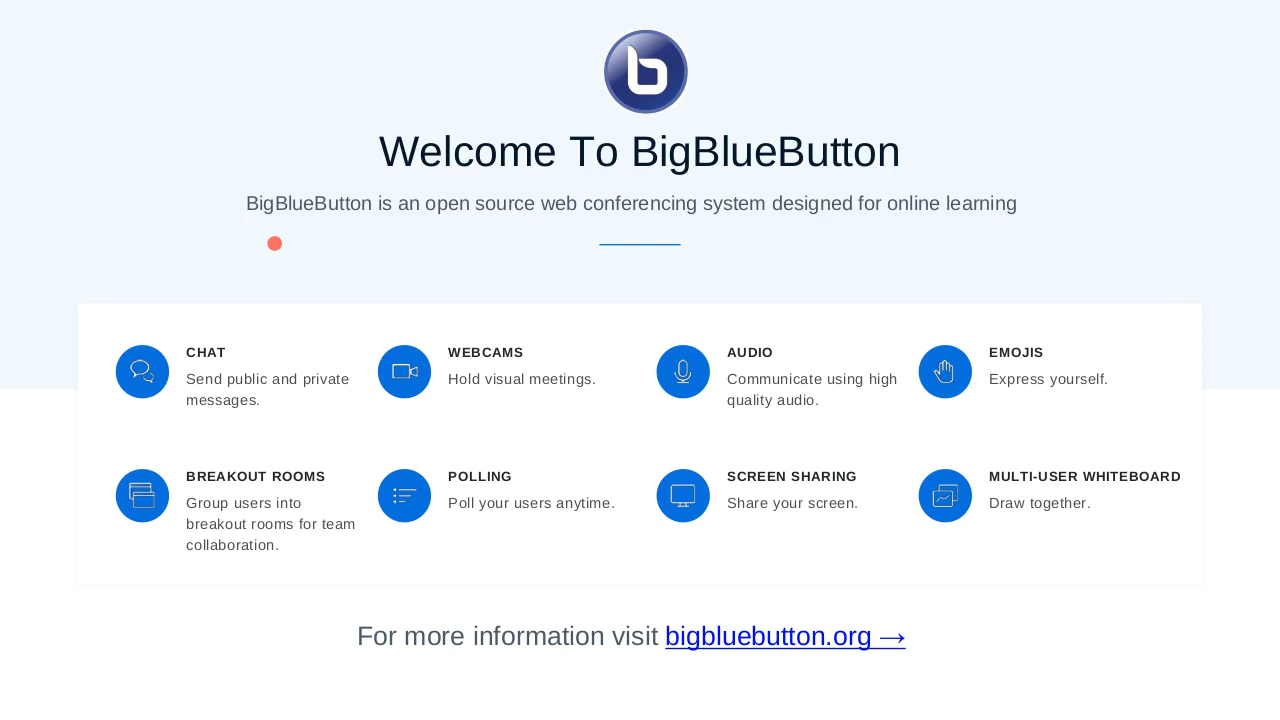 Welcome To BigBlueButton
BigBlueButton is an open source web conferencing system designed for online learning
CHAT
Send public and private
messages.
WEBCAMS
Hold visual meetings.
AUDIO
Communicate using high
quality audio.
EMOJIS
Express yourself.
BREAKOUT ROOMS
Group users into
breakout rooms for team
collaboration.
POLLING
Poll your users anytime.
SCREEN SHARING
Share your screen.
MULTI-USER WHITEBOARD
Draw together.
For more information visit bigbluebutton.org →